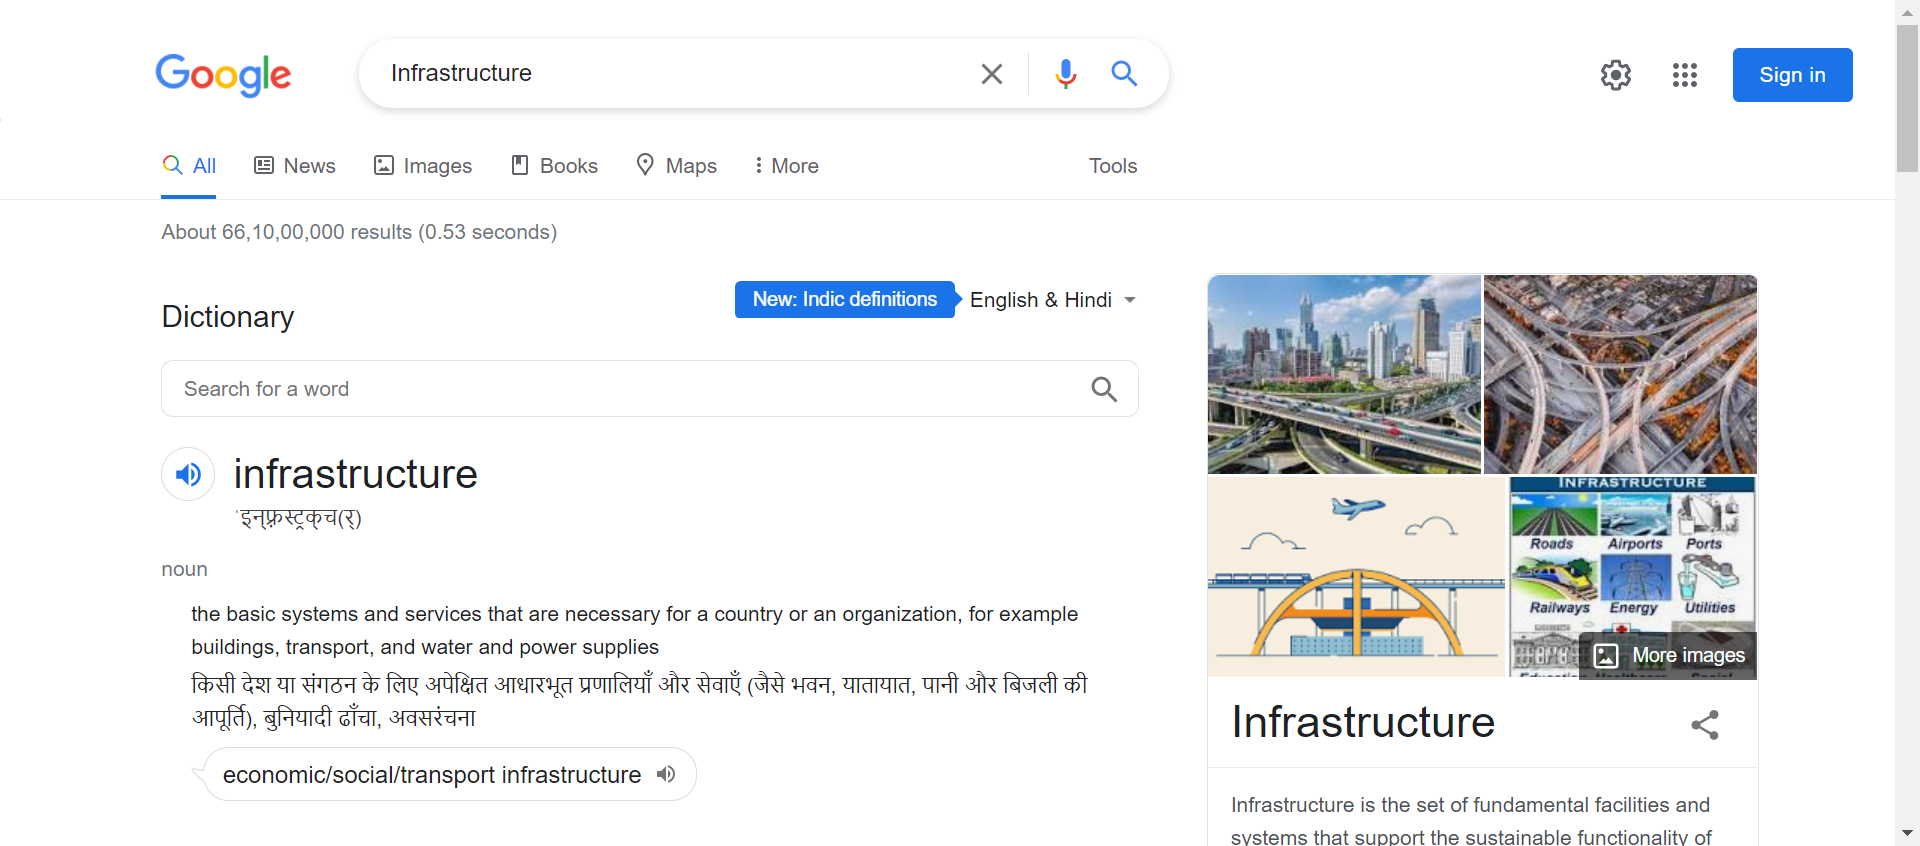 Google
Infrastructure
Sign in
All
News
Images
Books
Maps
More
Tools
About 66,10,00,000 results (0.53 seconds)
Dictionary
New: Indic definitions
English & Hindi
Search for a word
infrastructure
ˈइन्फ़्रस्ट्रक्च(र्)
noun
the basic systems and services that are necessary for a country or an organization, for example
buildings, transport, and water and power supplies
किसी देश या संगठन के लिए अपेक्षित आधारभूत प्रणालियाँ और सेवाएँ (जैसे भवन, यातायात, पानी और बिजली की
आपूर्ति), बुनियादी ढाँचा, अवसरंचना
economic/social/transport infrastructure
INFRASTRUCTURE
Roads Airports Ports
Railways Energy Utilities
More images
Infrastructure
Infrastructure is the set of fundamental facilities and
systems that support the sustainable functionality of